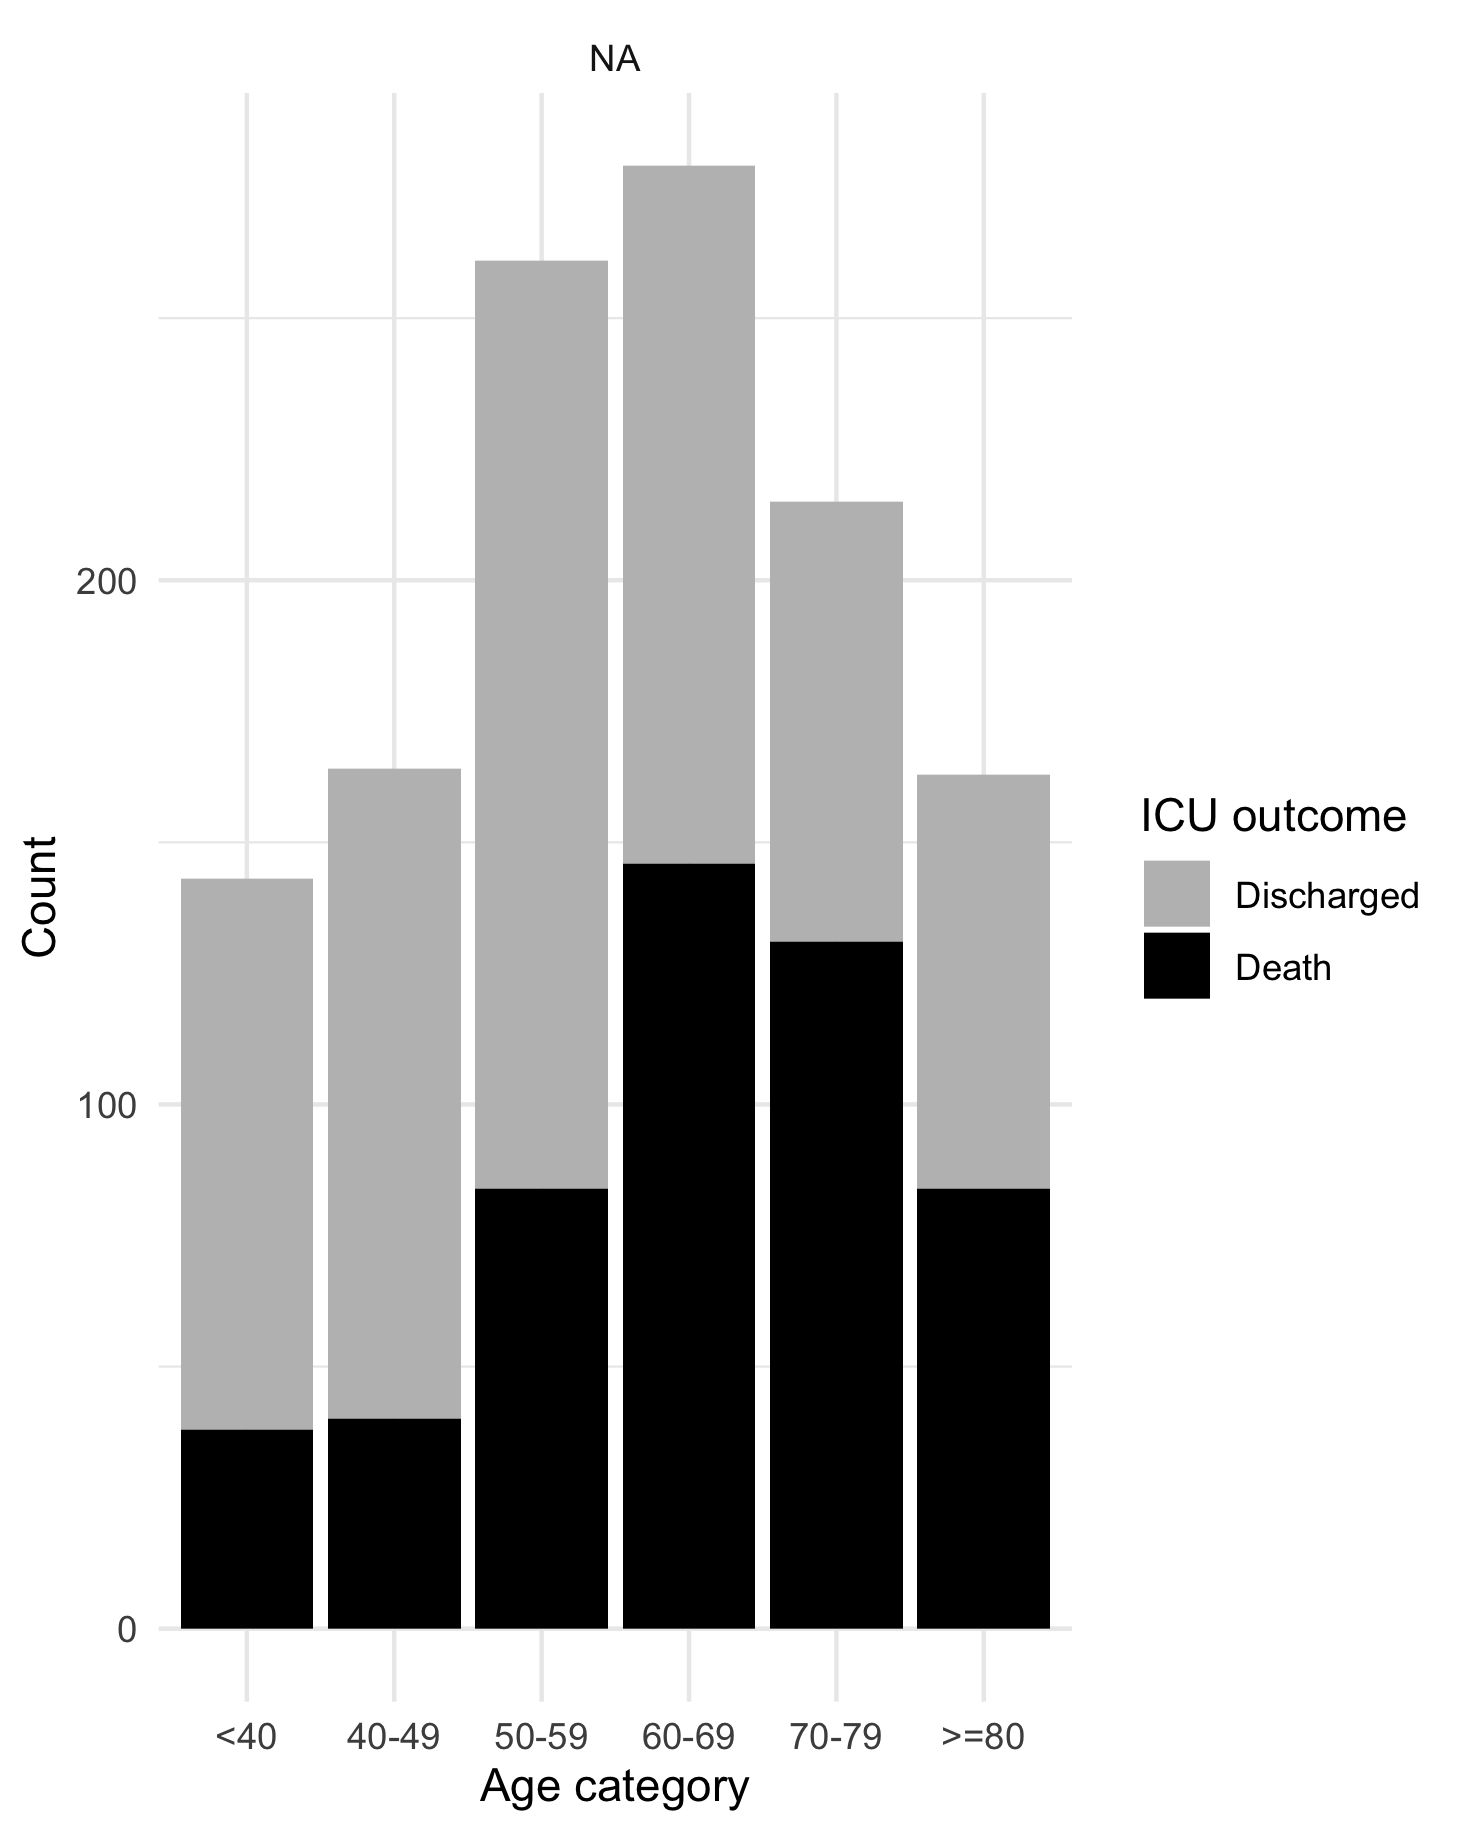 NA
Count
200
100
0
<40 40-49 50-59 60-69 70-79 >=80
Age category
ICU outcome
Discharged
Death